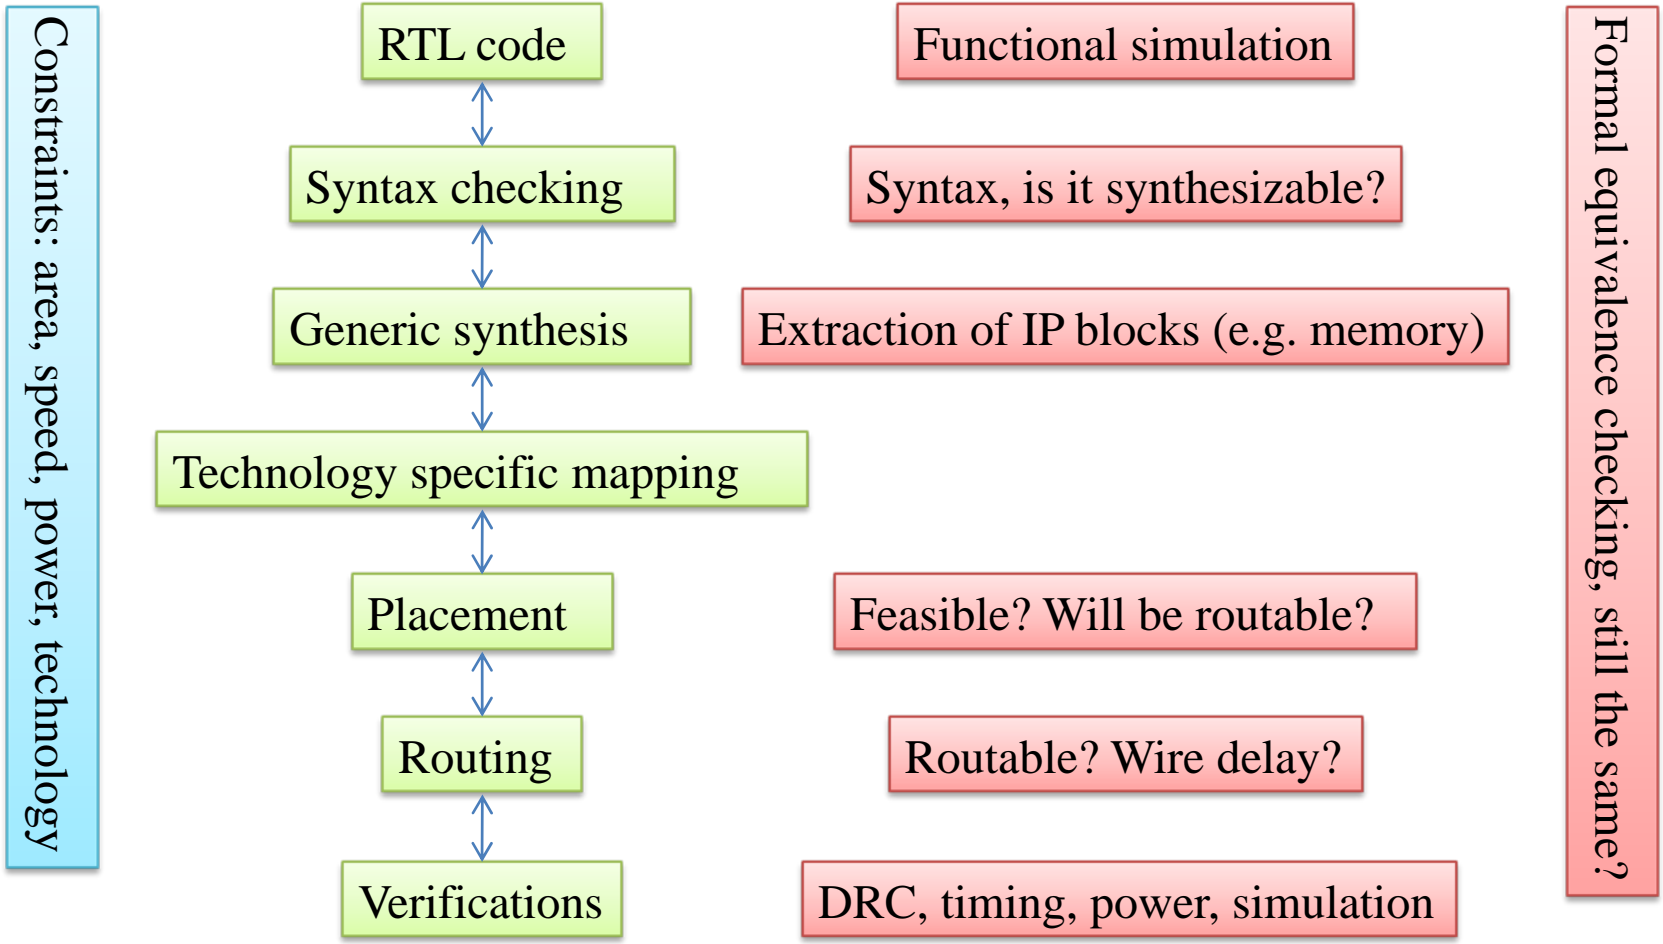 Constraints: area, speed, power, technology
RTL code
Functional simulation
Syntax checking
Syntax, is it synthesizable?
Generic synthesis
Extraction of IP blocks (e.g. memory)
Technology specific mapping
Placement
Feasible? Will be routable?
Routing
Routable? Wire delay?
Verifications
DRC, timing, power, simulation
Formal equivalence checking, still the same?